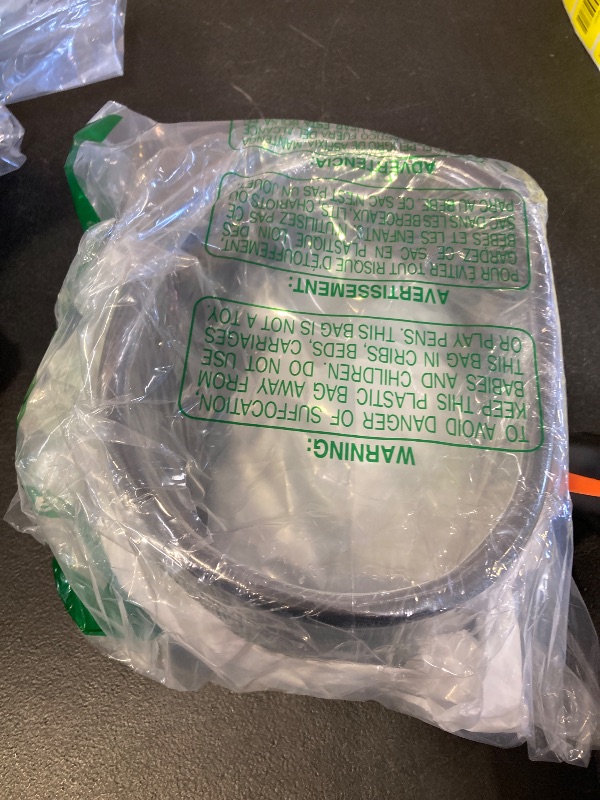 WARNING:
TO AVOID DANGER OF SUFFOCATION,
KEEP THIS PLASTIC BAG AWAY FROM
BABIES AND CHILDREN. DO NOT USE
THIS BAG IN CRIBS, BEDS, CARRIAGES
OR PLAY PENS. THIS BAG IS NOT A TOY
AVERTISSEMENT:
POUR ÉVITER TOUT RISQUE D'ÉTOUFFEMENT
GARDEZ CE SAC EN PLASTIQUE LOIN DES
BÉBÉS ET LES ENFANTS. N'UTILISEZ PAS CE
SAC DANS LES BERCEAUX, LITS, CHARIOTS OU
PARC AU BÉBÉ. CE SAC N'EST PAS EN JOUET
ADVERTENCIA: